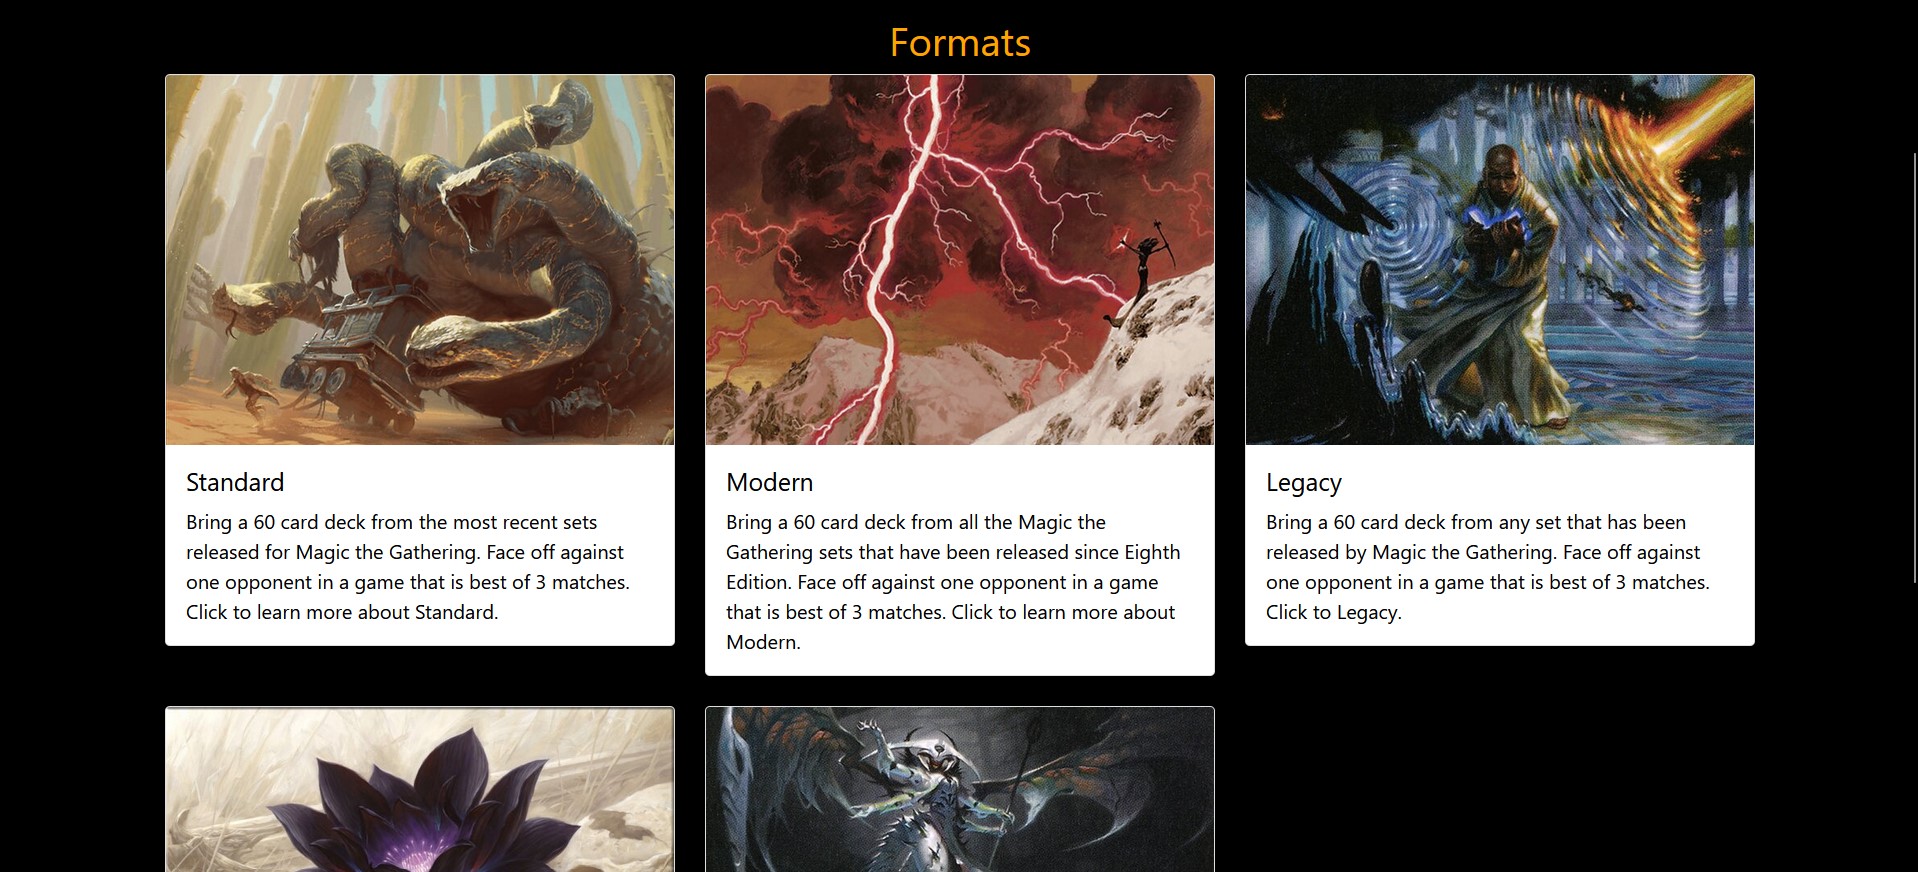 Formats
Standard
Bring a 60 card deck from the most recent sets
released for Magic the Gathering. Face off against
one opponent in a game that is best of 3 matches.
Click to learn more about Standard.
Modern
Bring a 60 card deck from all the Magic the
Gathering sets that have been released since Eighth
Edition. Face off against one opponent in a game
that is best of 3 matches. Click to learn more about
Modern.
Legacy
Bring a 60 card deck from any set that has been
released by Magic the Gathering. Face off against
one opponent in a game that is best of 3 matches.
Click to Legacy.